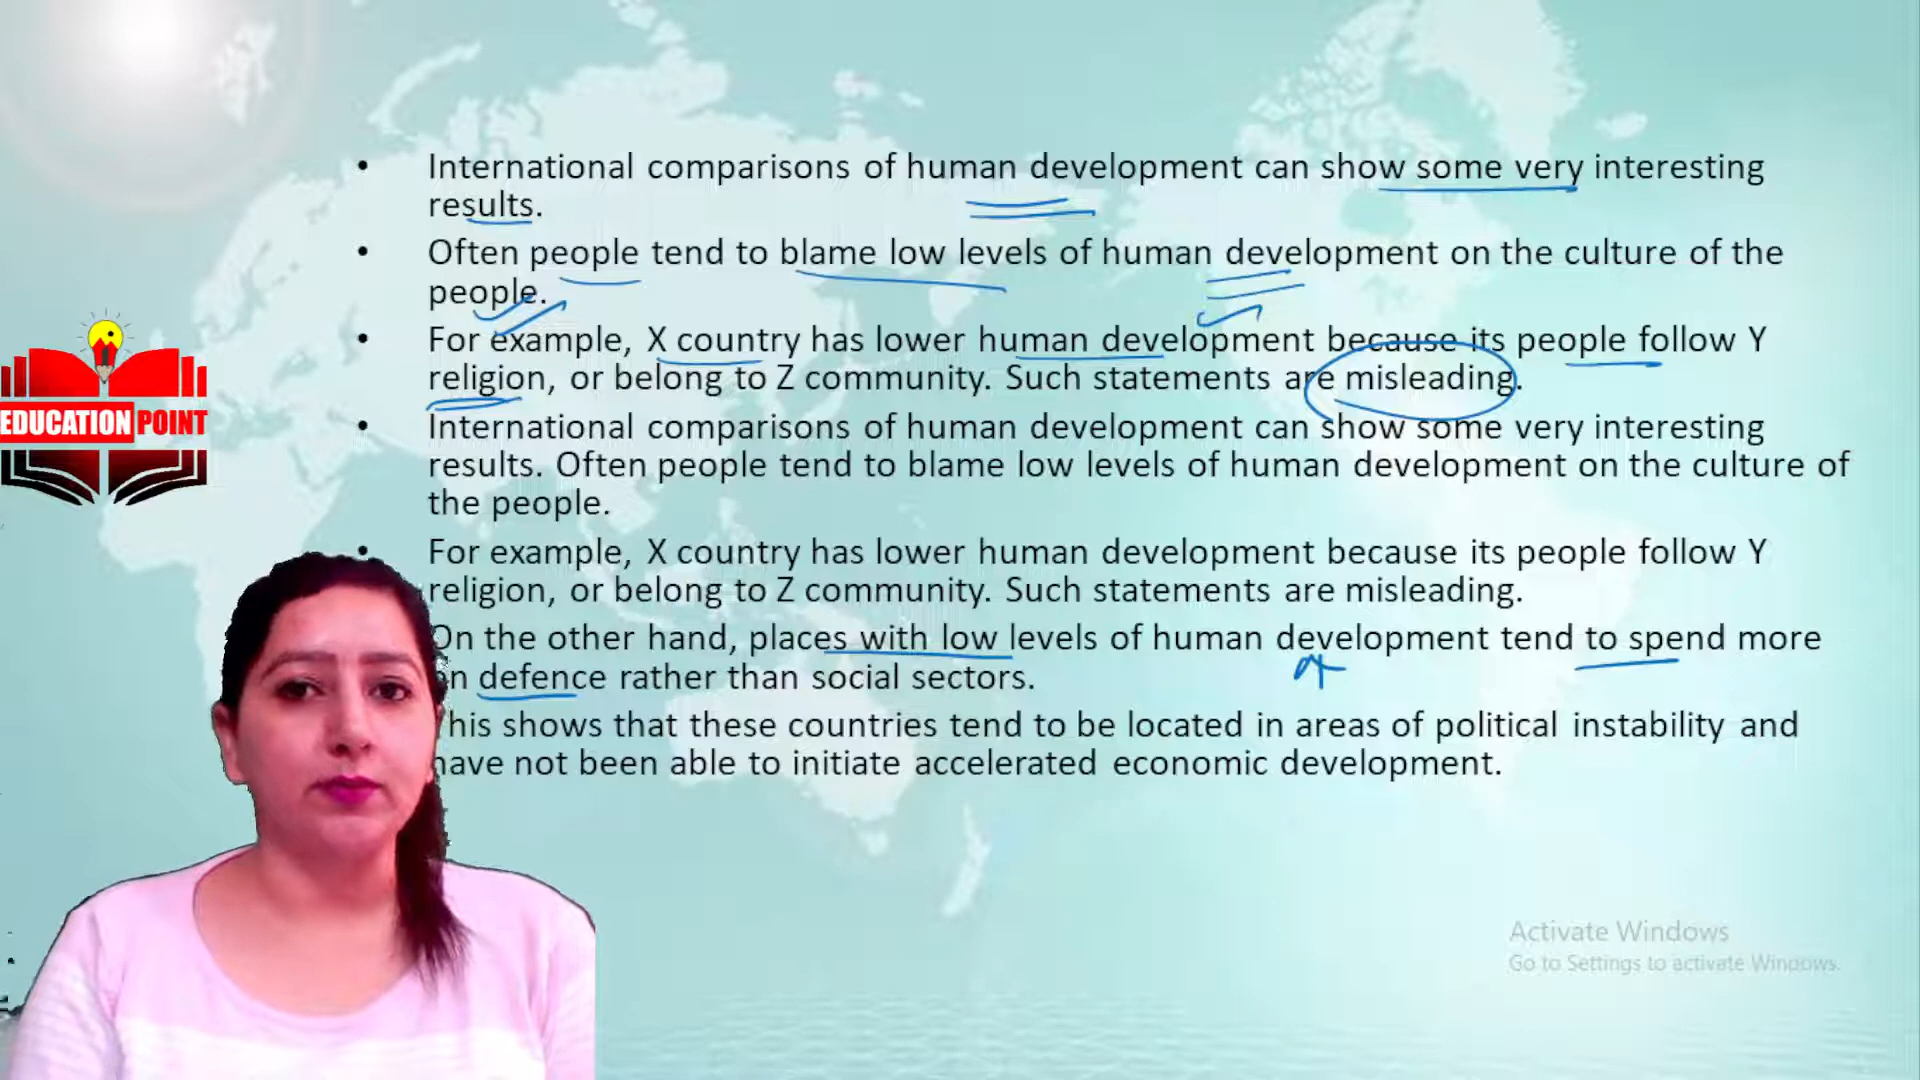 • International comparisons of human development can show some very interesting
results.
• Often people tend to blame low levels of human development on the culture of the
people.
• For example, X country has lower human development because its people follow Y
religion, or belong to Z community. Such statements are misleading.
• International comparisons of human development can show some very interesting
results. Often people tend to blame low levels of human development on the culture of
the people.
• For example, X country has lower human development because its people follow Y
religion, or belong to Z community. Such statements are misleading.
On the other hand, places with low levels of human development tend to spend more
defence rather than social sectors.
these countries tend to be located in areas of political instability and
not been able to initiate accelerated economic development.
EDUCATION POINT
Activate Windows
Go to Settings to activate Windows.